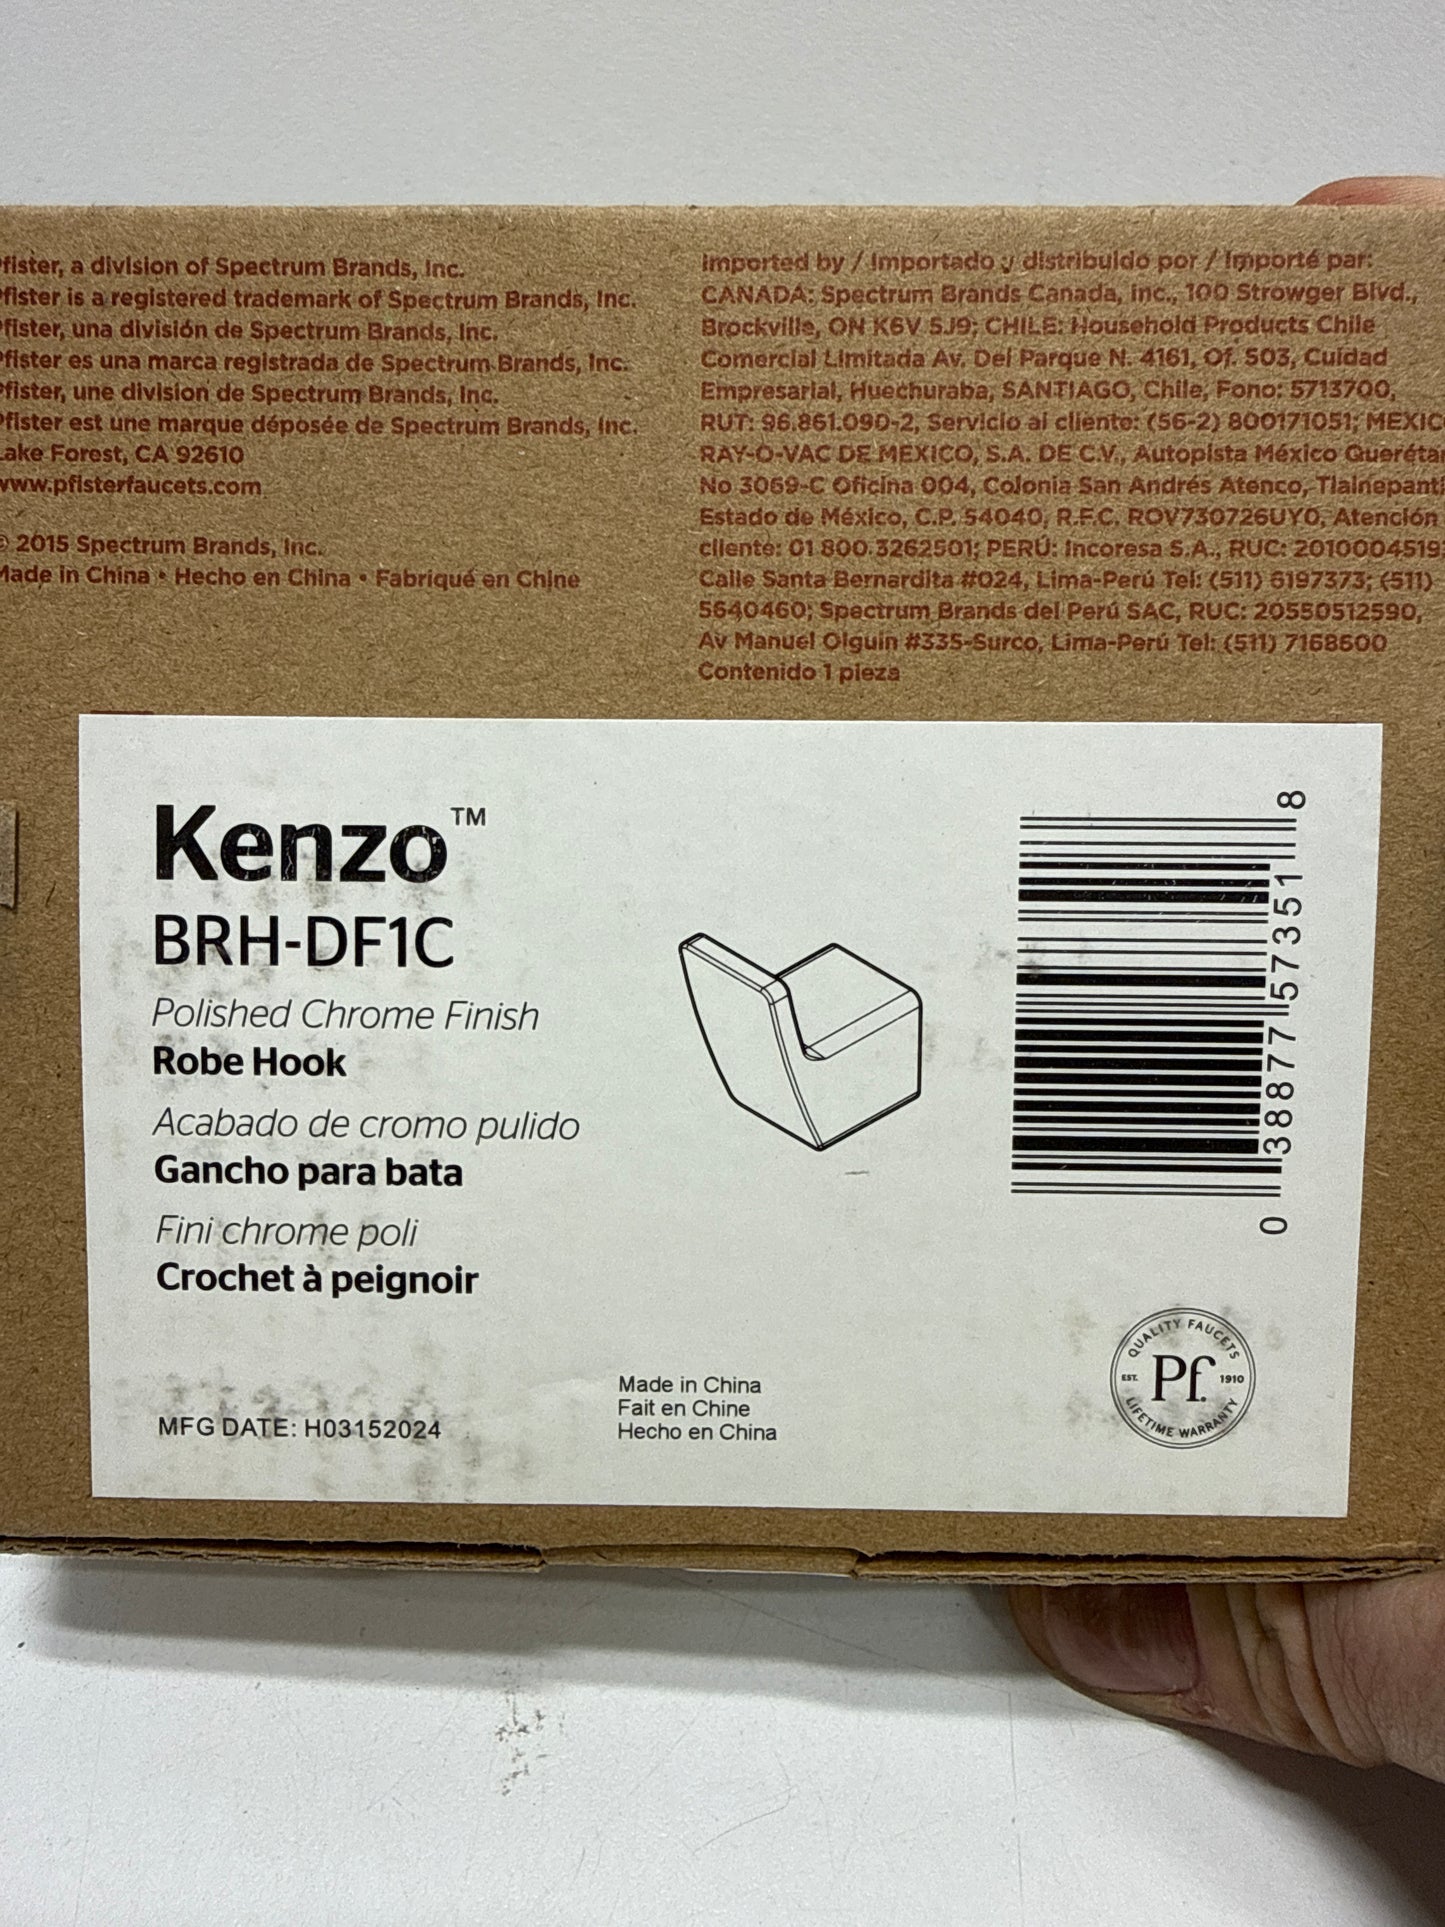 fister, a division of Spectrum Brands, Inc.
fister is a registered trademark of Spectrum Brands, Inc.
fister, una división de Spectrum Brands, Inc.
fister es una marca registrada de Spectrum Brands, Inc.
fister, une division de Spectrum Brands, Inc.
fister est une marque déposée de Spectrum Brands, Inc.
Lake Forest, CA 92610
www.pfisterfaucets.com
© 2015 Spectrum Brands, Inc.
Made in China • Hecho en China • Fabriqué en Chine
Imported by / Importado y distribuido por / Importé par:
CANADA: Spectrum Brands Canada, Inc., 100 Strowger Blvd.,
Brockville, ON K6V 5J9; CHILE: Household Products Chile
Comercial Limitada Av. Del Parque N. 4161, Of. 503, Cuidad
Empresarial, Huechuraba, SANTIAGO, Chile, Fono: 5713700,
RUT: 96.861.090-2, Servicio al cliente: (56-2) 800171051; MEXIC
RAY-O-VAC DE MEXICO, S.A. DE C.V., Autopista México Queréta
No 3069-C Oficina 004, Colonia San Andrés Atenco, Tlalnepant
Estado de México, C.P. 54040, R.F.C. ROV730726UY0, Atención
cliente: 01 800 3262501; PERÚ: Incoresa S.A., RUC: 2010004519
Calle Santa Bernardita #024, Lima-Perú Tel: (511) 6197373; (511)
5640460; Spectrum Brands del Perú SAC, RUC: 20550512590,
Av Manuel Olguin #335-Surco, Lima-Perú Tel: (511) 7168600
Contenido 1 pieza
Kenzo™
BRH-DF1C
Polished Chrome Finish
Robe Hook
Acabado de cromo pulido
Gancho para bata
Fini chrome poli
Crochet à peignoir
MFG DATE: H03152024
Made in China
Fait en Chine
Hecho en China
0 38877 57351 8
QUALITY FAUCETS
EST. Pf. 1910
LIFETIME WARRANTY